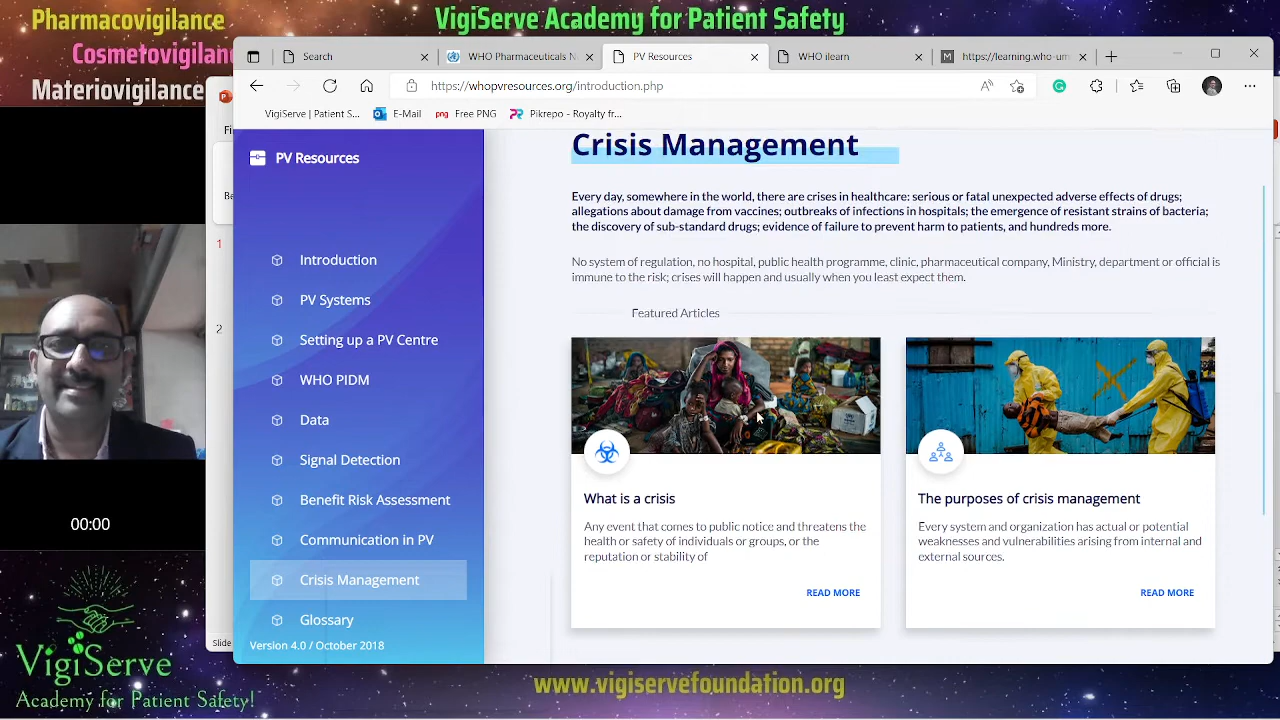 Pharmacovigilance
Cosmetovigilanc
Materiovigilance
VigiServe Academy for Patient Safety
Search
WHO Pharmaceuticals N
PV Resources
WHO ilearn
https://learning.who-um
https://whopvresources.org/introduction.php
VigiServe | Patient S...
E-Mail
png Free PNG
Pikrepo - Royalty fr...
Fi
Be
1
2
Slide
PV Resources
Introduction
PV Systems
Setting up a PV Centre
WHO PIDM
Data
Signal Detection
Benefit Risk Assessment
Communication in PV
Crisis Management
Glossary
Version 4.0 / October 2018
Crisis Management
Every day, somewhere in the world, there are crises in healthcare: serious or fatal unexpected adverse effects of drugs;
allegations about damage from vaccines; outbreaks of infections in hospitals; the emergence of resistant strains of bacteria;
the discovery of sub-standard drugs; evidence of failure to prevent harm to patients, and hundreds more.
No system of regulation, no hospital, public health programme, clinic, pharmaceutical company, Ministry, department or official is
immune to the risk; crises will happen and usually when you least expect them.
Featured Articles
What is a crisis
Any event that comes to public notice and threatens the
health or safety of individuals or groups, or the
reputation or stability of
READ MORE
The purposes of crisis management
Every system and organization has actual or potential
weaknesses and vulnerabilities arising from internal and
external sources.
READ MORE
00:00
VigiServe
Academy for Patient Safety!
www.vigiservefoundation.org